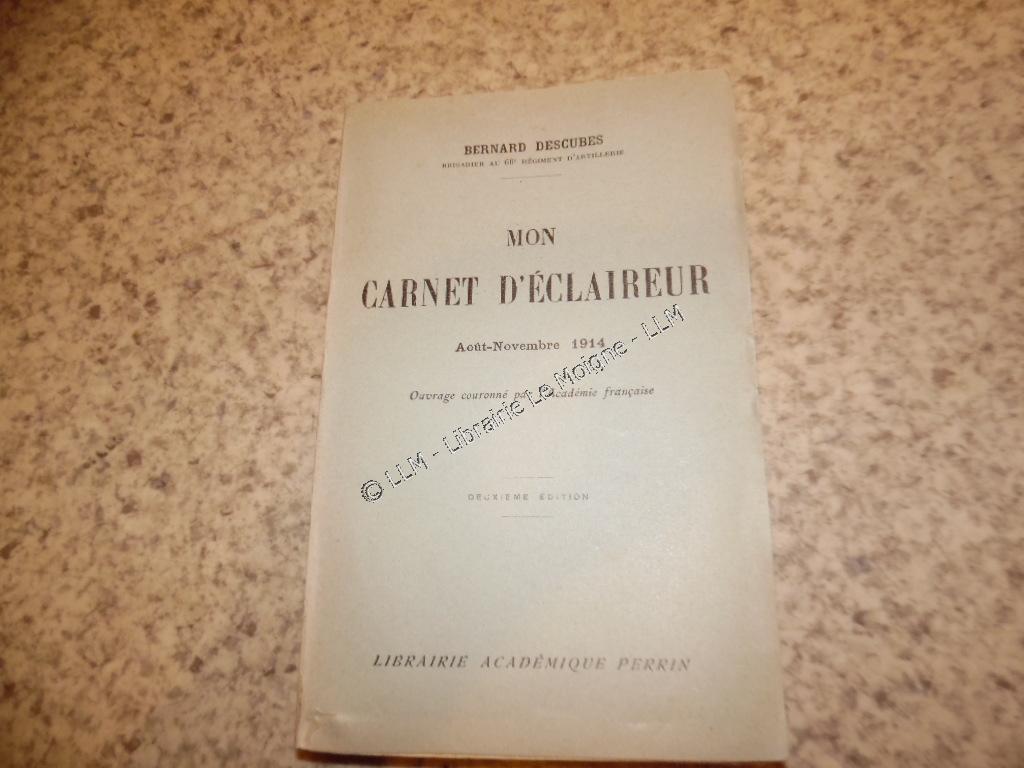 BERNARD DESCUBES
BRIGADIER AU 68e RÉGIMENT D'ARTILLERIE
MON
CARNET D'ÉCLAIREUR
Août-Novembre 1914
Ouvrage couronné par l'Académie française
© LLM - Librairie Le Moigne - LLM
DEUXIÈME ÉDITION
LIBRAIRIE ACADÉMIQUE PERRIN